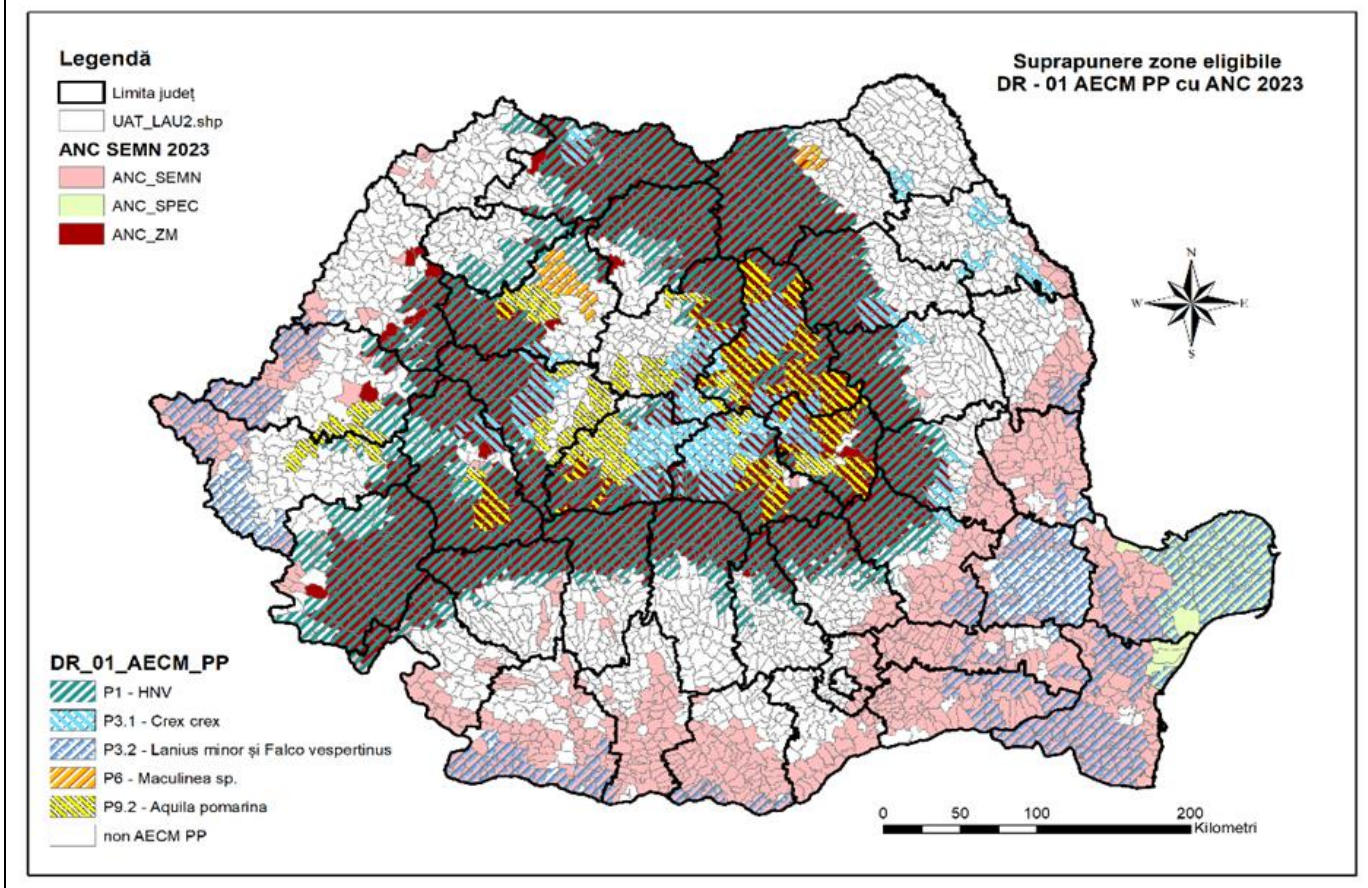 Legendă
Limita județ
UAT_LAU2.shp
ANC SEMN 2023
ANC_SEMN
ANC_SPEC
ANC_ZM
Suprapunere zone eligibile
DR - 01 AECM PP cu ANC 2023
N
W
E
S
DR_01_AECM_PP
P1 - HNV
P3.1 - Crex crex
P3.2 - Lanius minor și Falco vespertinus
P6 - Maculinea sp.
P9.2 - Aquila pomarina
non AECM PP
0 50 100 200
Kilometri